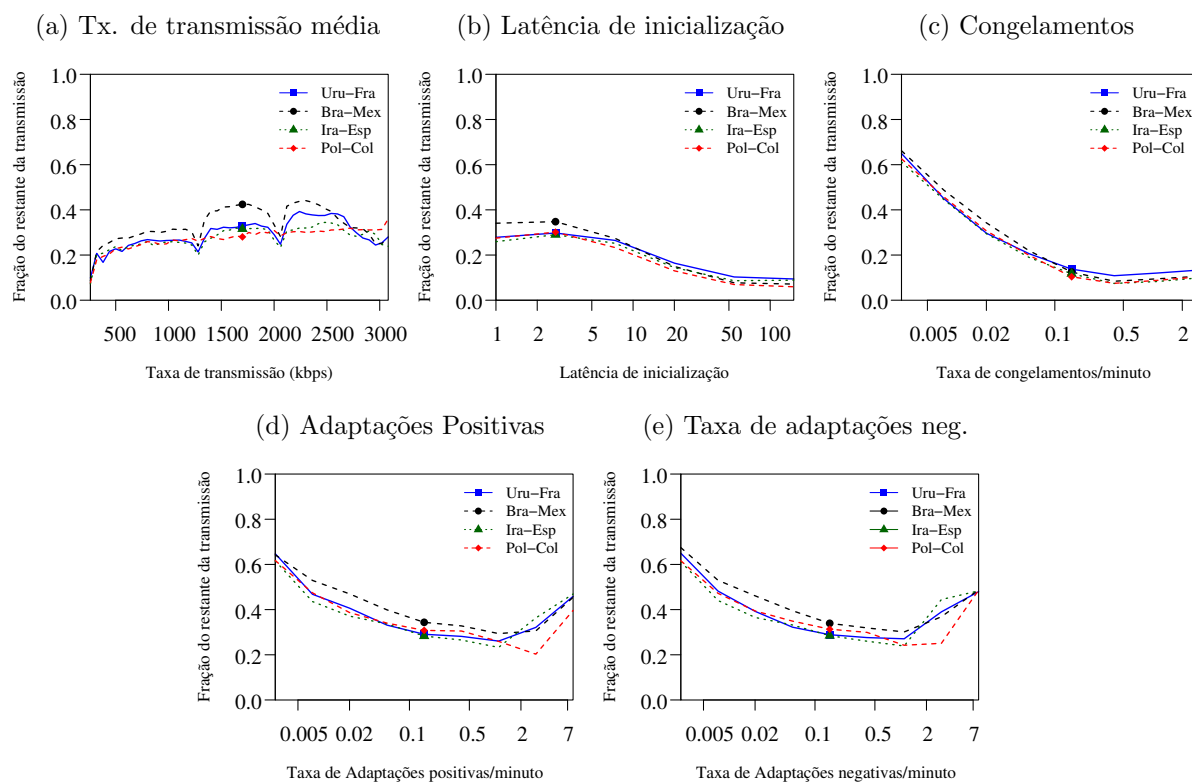 (a) Tx. de transmissão média
Fração do restante da transmissão
1.0
0.8
0.6
0.4
0.2
0.0
Uru−Fra
Bra−Mex
Ira−Esp
Pol−Col
500 1000 1500 2000 2500 3000
Taxa de transmissão (kbps)
(b) Latência de inicialização
Fração do restante da transmissão
1.0
0.8
0.6
0.4
0.2
0.0
Uru−Fra
Bra−Mex
Ira−Esp
Pol−Col
1 2 5 10 20 50 100
Latência de inicialização
(c) Congelamentos
Fração do restante da transmissão
1.0
0.8
0.6
0.4
0.2
0.0
Uru−Fra
Bra−Mex
Ira−Esp
Pol−Col
0.005 0.02 0.1 0.5 2
Taxa de congelamentos/minuto
(d) Adaptações Positivas
Fração do restante da transmissão
1.0
0.8
0.6
0.4
0.2
0.0
Uru−Fra
Bra−Mex
Ira−Esp
Pol−Col
0.005 0.02 0.1 0.5 2 7
Taxa de Adaptações positivas/minuto
(e) Taxa de adaptações neg.
Fração do restante da transmissão
1.0
0.8
0.6
0.4
0.2
0.0
Uru−Fra
Bra−Mex
Ira−Esp
Pol−Col
0.005 0.02 0.1 0.5 2 7
Taxa de Adaptações negativas/minuto